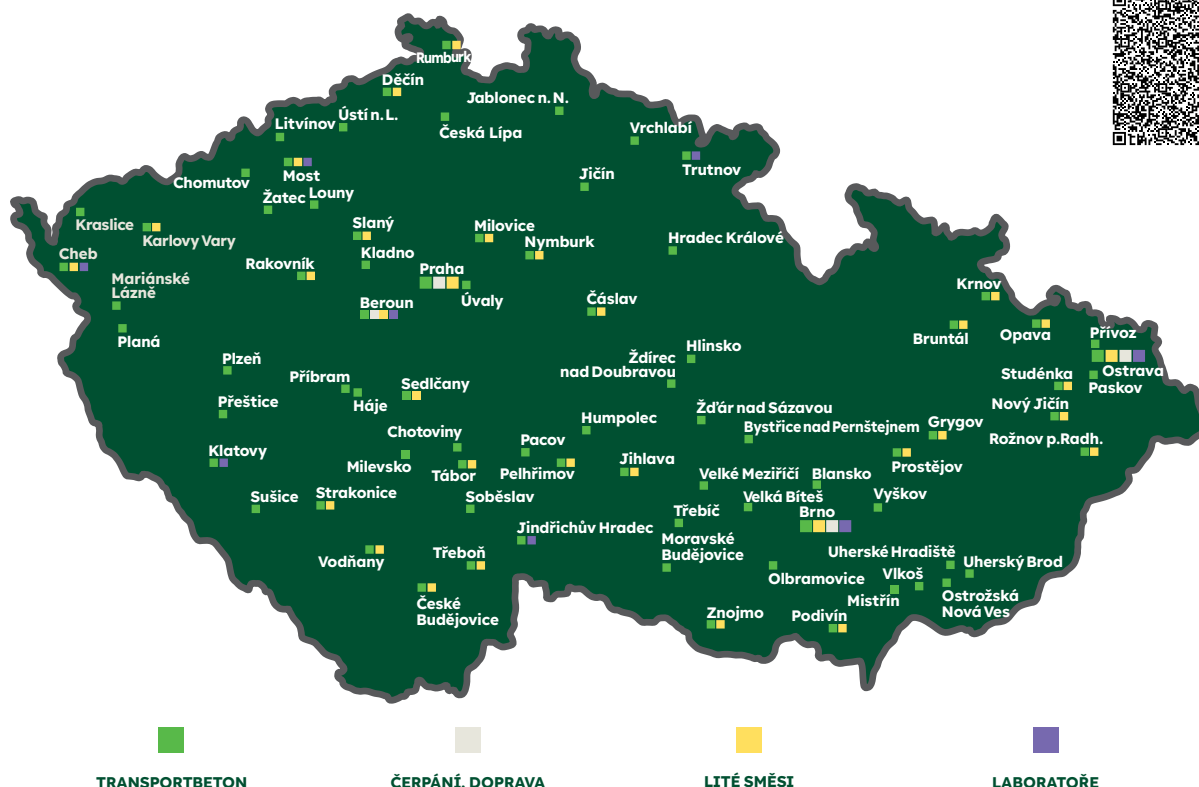 Rumburk
Děčín
Jablonec n. N.
Ústí n. L.
Litvínov
Česká Lípa
Vrchlabí
Most
Trutnov
Chomutov
Jičín
Žatec
Louny
Kraslice
Slaný
Milovice
Karlovy Vary
Nymburk
Hradec Králové
Cheb
Kladno
Rakovník
Praha
Mariánské
Lázně
Krnov
Beroun
Úvaly
Čáslav
Planá
Bruntál
Opava
Přívoz
Hlinsko
Plzeň
Ždírec
nad Doubravou
Ostrava
Studénka
Příbram
Sedlčany
Paskov
Přeštice
Háje
Nový Jičín
Žďár nad Sázavou
Humpolec
Bystřice nad Pernštejnem
Grygov
Chotoviny
Pacov
Rožnov p.Radh.
Klatovy
Milevsko
Jihlava
Prostějov
Tábor
Pelhřimov
Velké Meziříčí
Blansko
Sušice
Strakonice
Soběslav
Velká Bíteš
Vyškov
Třebíč
Brno
Jindřichův Hradec
Moravské
Budějovice
Třeboň
Uherské Hradiště
Vodňany
Uherský Brod
Olbramovice
Vlkoš
České
Budějovice
Mistřín
Ostrožská
Nová Ves
Znojmo
Podivín
TRANSPORTBETON
ČERPÁNÍ, DOPRAVA
LITÉ SMĚSI
LABORATOŘE